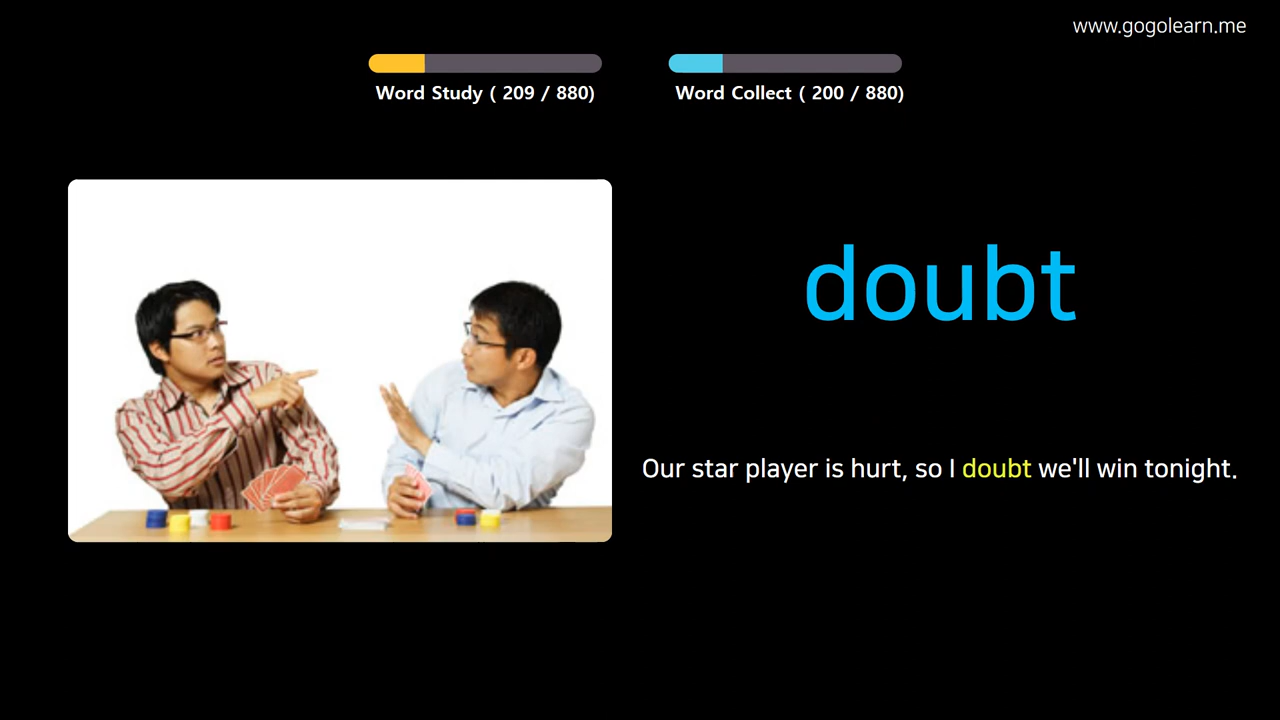 www.gogolearn.me
Word Study ( 209 / 880)
Word Collect ( 200 / 880)
doubt
Our star player is hurt, so I doubt we'll win tonight.